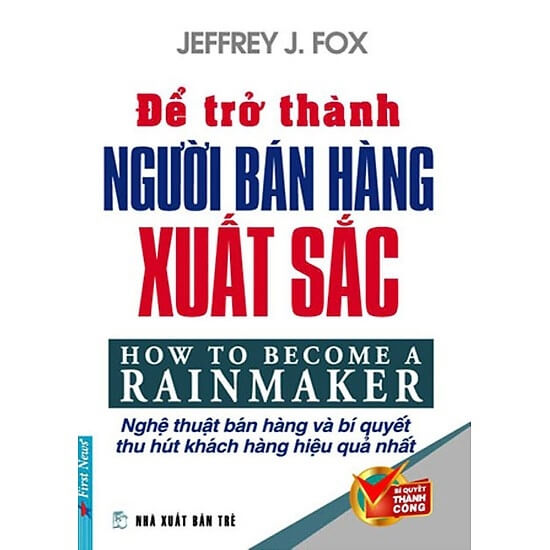 JEFFREY J. FOX
Để trở thành
NGƯỜI BÁN HÀNG
XUẤT SẮC
HOW TO BECOME A
RAINMAKER
Nghệ thuật bán hàng và bí quyết
thu hút khách hàng hiệu quả nhất
First News
BÍ QUYẾT
THÀNH
CÔNG
NHÀ XUẤT BẢN TRẺ